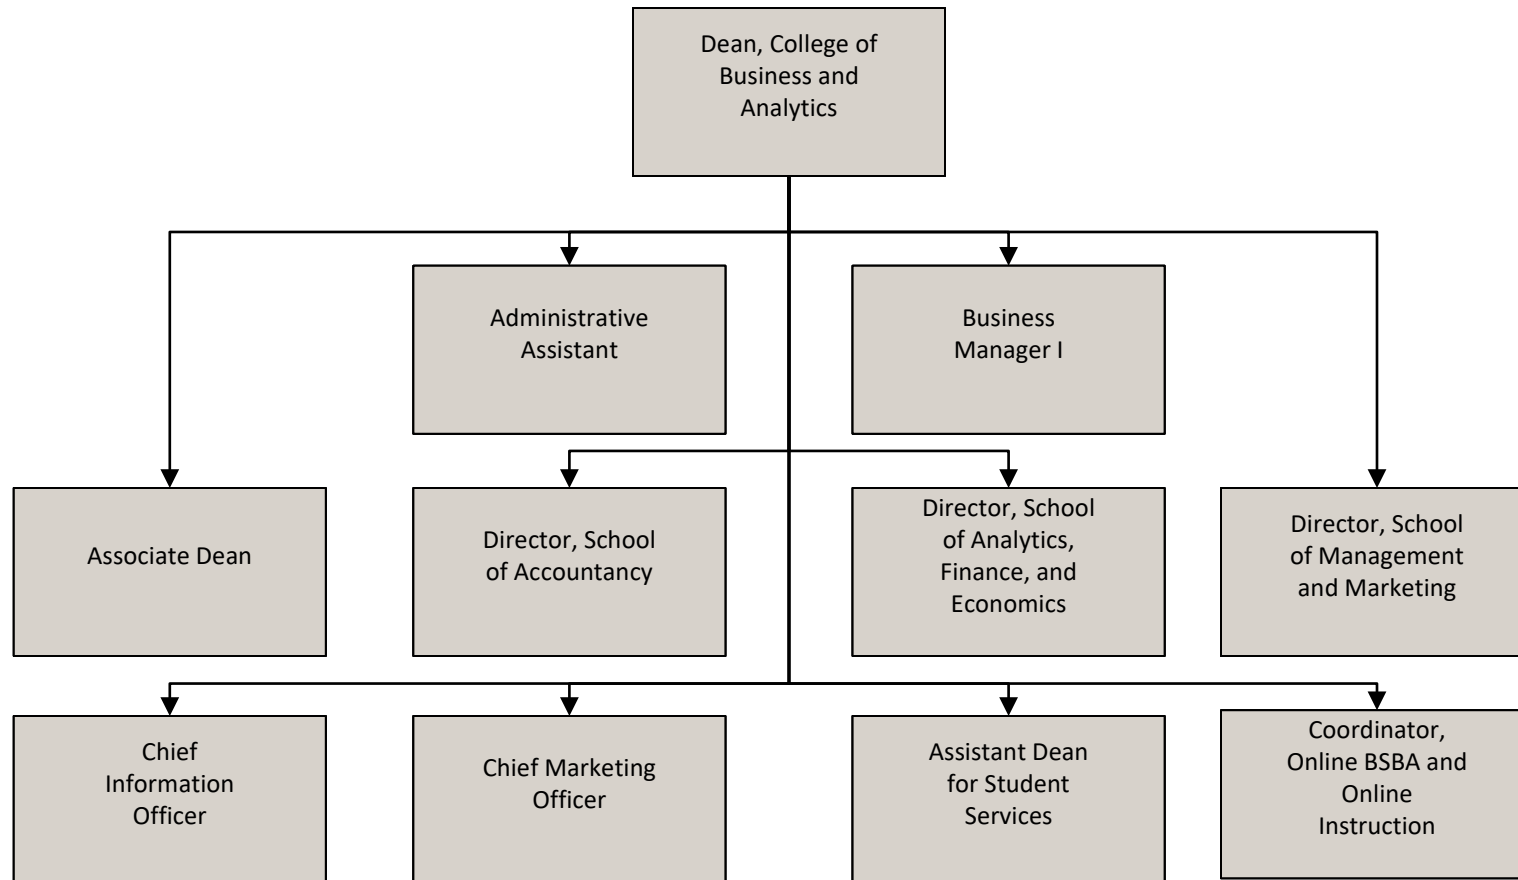 Dean, College of
Business and
Analytics
Administrative
Assistant
Business
Manager I
Associate Dean
Director, School
of Accountancy
Director, School
of Analytics,
Finance, and
Economics
Director, School
of Management
and Marketing
Chief
Information
Officer
Chief Marketing
Officer
Assistant Dean
for Student
Services
Coordinator,
Online BSBA and
Online
Instruction